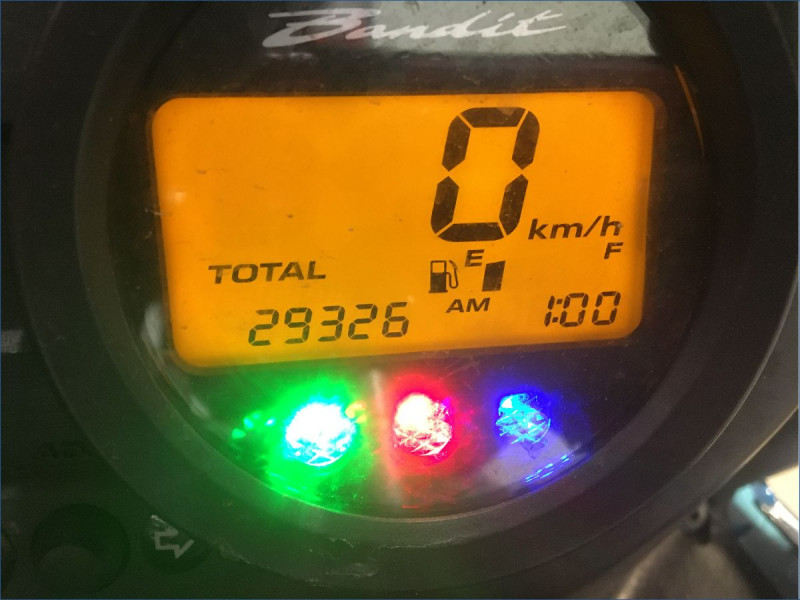 Bandit
0 km/h
E F
TOTAL
AM
29326 1:00